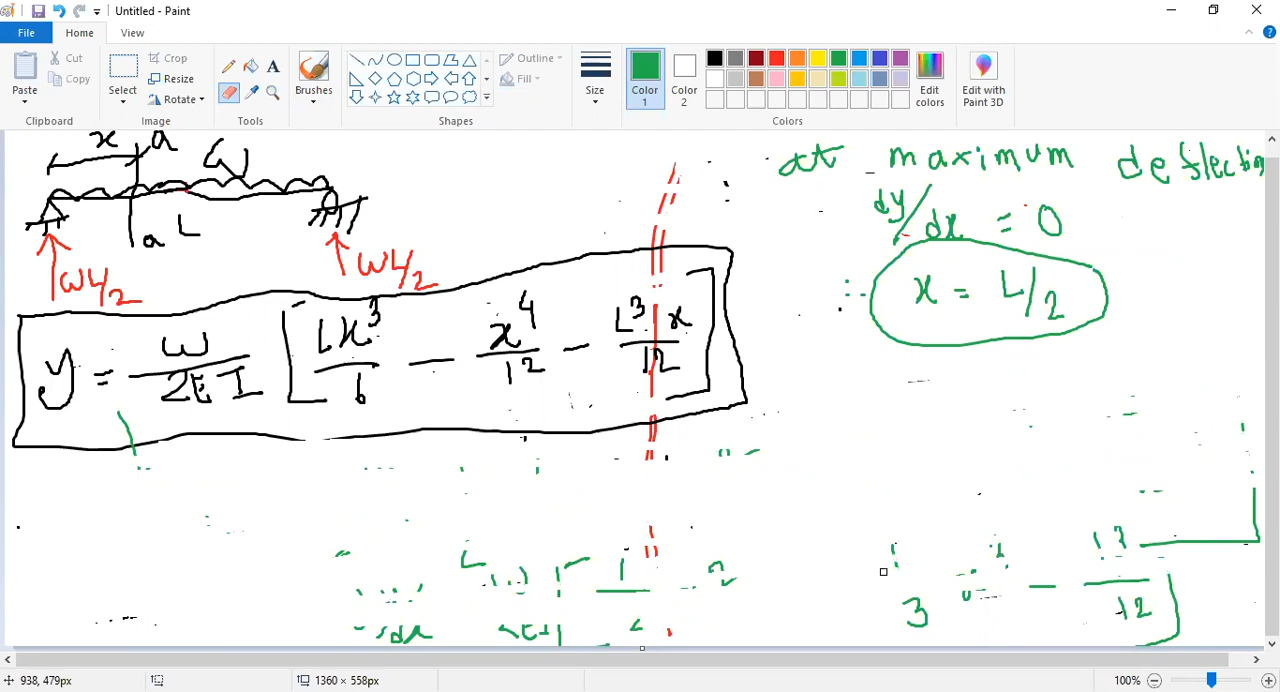 Untitled - Paint
File
Home
View
Paste
Cut
Copy
Clipboard
Select
Crop
Resize
Rotate
Image
Brushes
A
Tools
Outline
Fill
Shapes
Size
Color 1
Color 2
Edit colors
Edit with Paint 3D
Colors
x a
ω
a L
ωL/2
ωL/2
y = ω/2EI [Lx³/6 - x⁴/12 - L³x/12]
at maximum deflection
dy/dx = 0
∴ x = L/2
3
12
938, 479px
1360 × 558px
100%